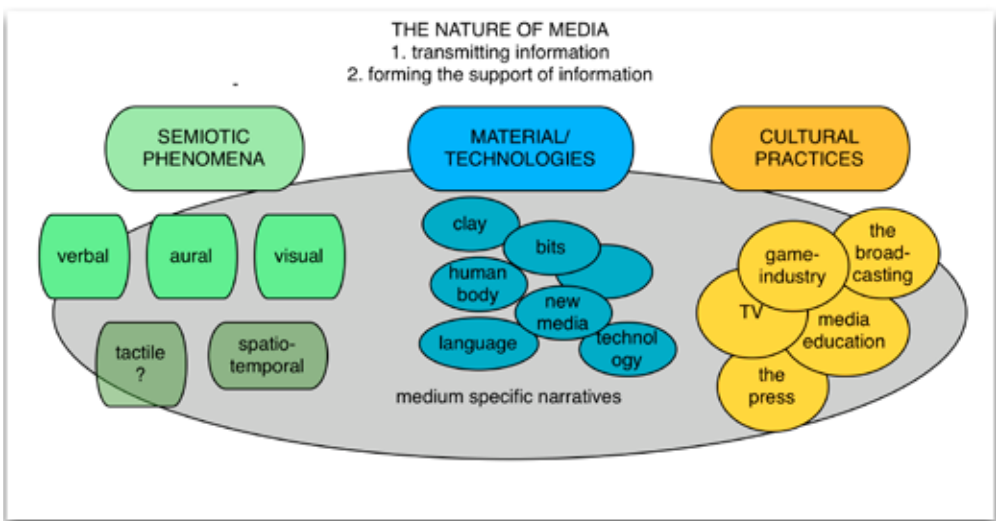 THE NATURE OF MEDIA
1. transmitting information
2. forming the support of information
SEMIOTIC
PHENOMENA
MATERIAL/
TECHNOLOGIES
CULTURAL
PRACTICES
verbal
aural
visual
tactile
?
spatio-
temporal
clay
bits
human
body
new
media
language
technol
ogy
medium specific narratives
game-
industry
the
broad-
casting
TV
media
education
the
press